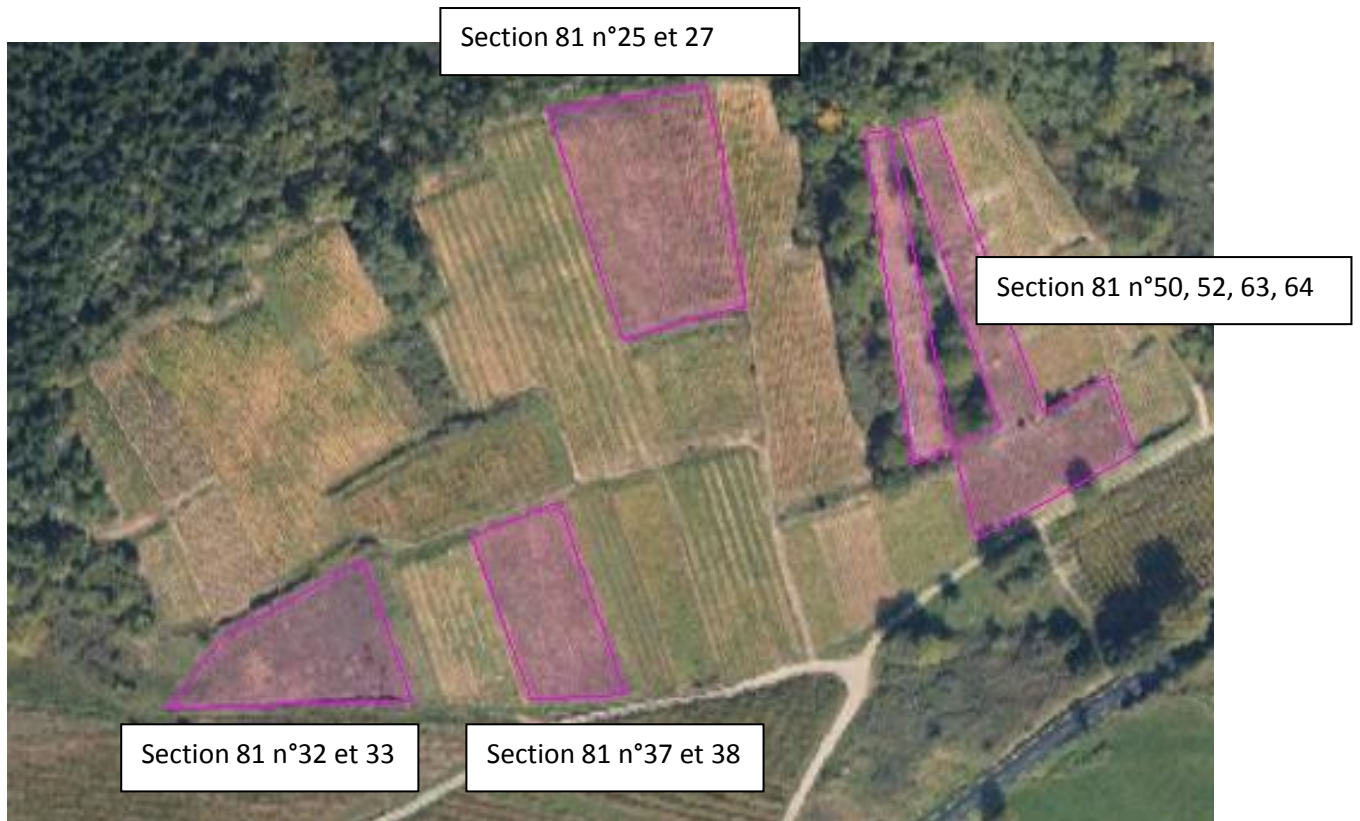 Section 81 n°25 et 27
Section 81 n°50, 52, 63, 64
Section 81 n°32 et 33
Section 81 n°37 et 38